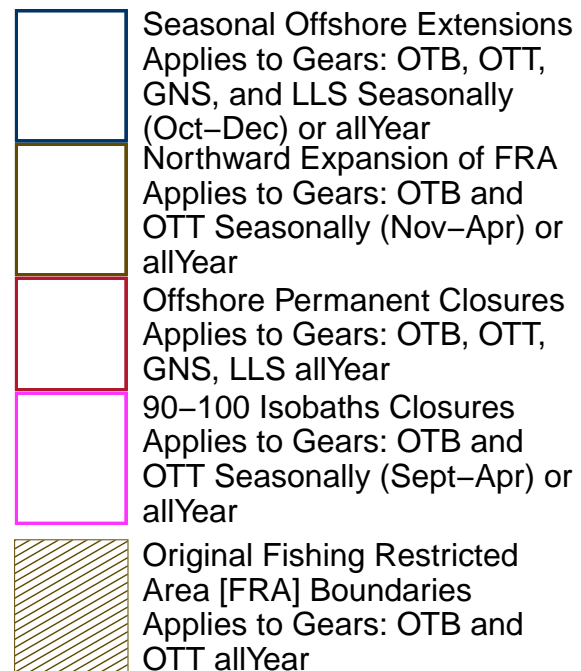 Seasonal Offshore Extensions
Applies to Gears: OTB, OTT,
GNS, and LLS Seasonally
(Oct−Dec) or allYear
Northward Expansion of FRA
Applies to Gears: OTB and
OTT Seasonally (Nov−Apr) or
allYear
Offshore Permanent Closures
Applies to Gears: OTB, OTT,
GNS, LLS allYear
90−100 Isobaths Closures
Applies to Gears: OTB and
OTT Seasonally (Sept−Apr) or
allYear
Original Fishing Restricted
Area [FRA] Boundaries
Applies to Gears: OTB and
OTT allYear